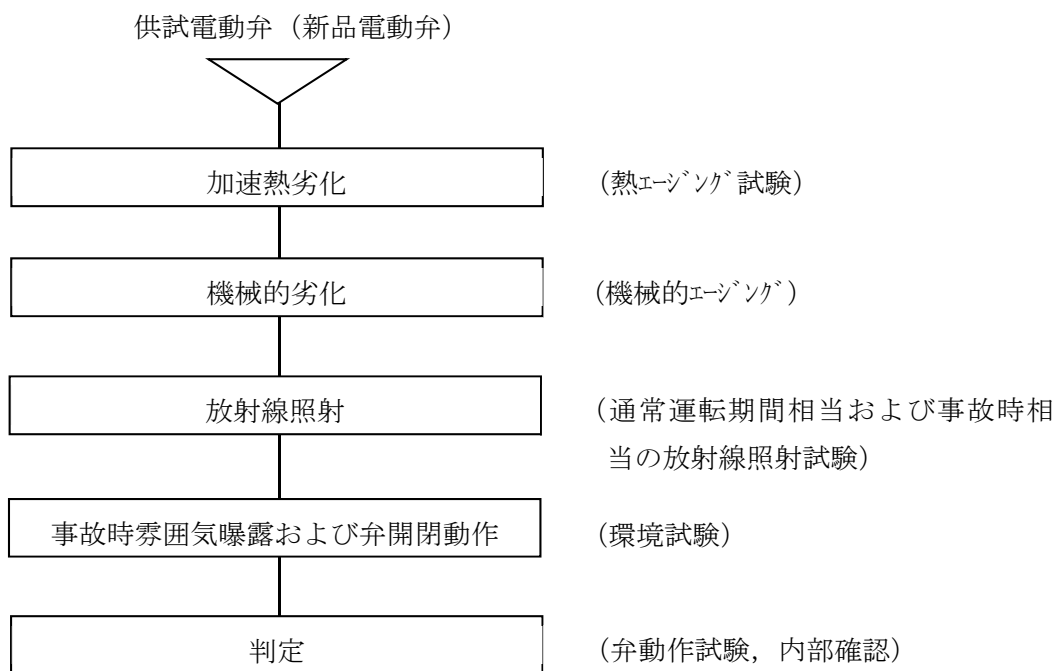 供試電動弁（新品電動弁）
加速熱劣化
（熱ｴｰｼﾞﾝｸﾞ試験）
機械的劣化
（機械的ｴｰｼﾞﾝｸﾞ）
放射線照射
（通常運転期間相当および事故時相
当の放射線照射試験）
事故時雰囲気曝露および弁開閉動作
（環境試験）
判定
（弁動作試験，内部確認）